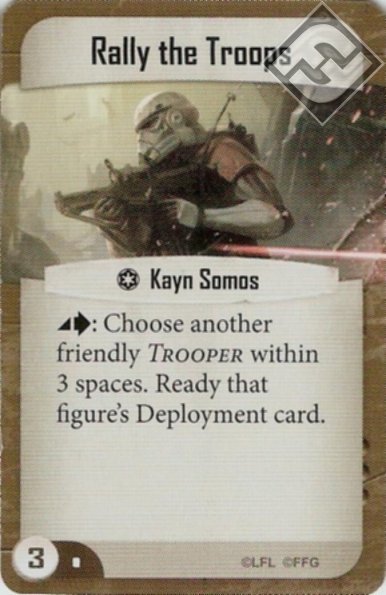 Rally the Troops
Kayn Somos
: Choose another
friendly TROOPER within
3 spaces. Ready that
figure's Deployment card.
3
©LFL ©FFG